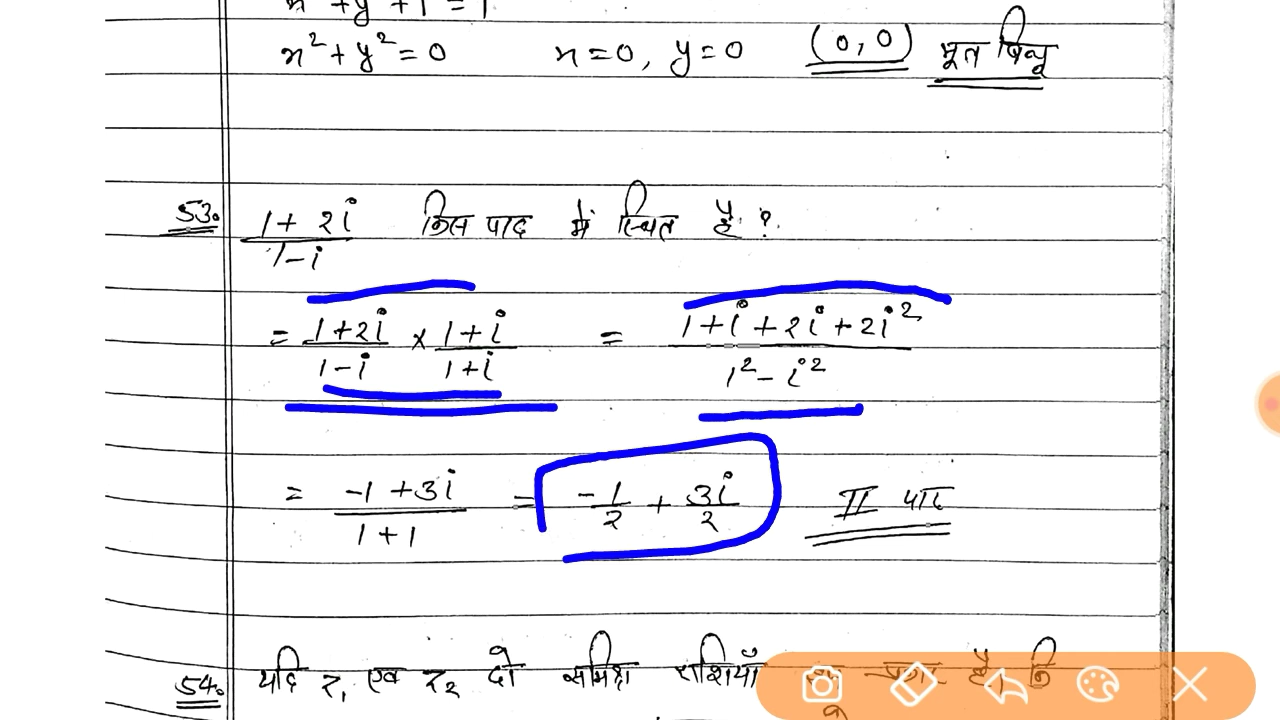 x² + y² = 0 x=0, y=0 (0,0) मूल बिन्दु
53. (1+2i)/(1-i) किस पाद में स्थित है ?
= (1+2i)/(1-i) × (1+i)/(1+i) = (1+i+2i+2i²)/(1²-i²)
= (-1+3i)/(1+1) = -1/2 + 3i/2 II पाद
54. यदि z₁ एवं z₂ दो समिश्र राशियाँ प्रकार है, कि